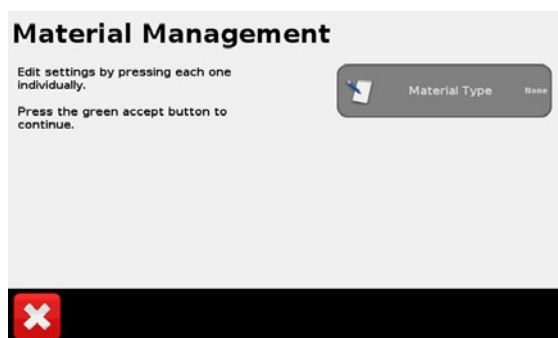 Material Management
Edit settings by pressing each one
individually.
Press the green accept button to
continue.
Material Type None